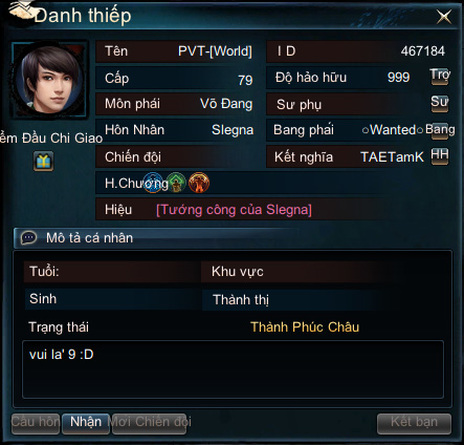 Danh thiếp
Tên PVT-[World] I D 467184
Cấp 79 Độ hảo hữu 999 Trợ
Môn phái Võ Đang Sư phụ Sư
Hôn Nhân Slegna Bang phái ○Wanted○ Bang
ểm Đầu Chi Giao
Chiến đội Kết nghĩa TAETamK HH
H.Chương
Hiệu [Tướng công của Slegna]
Mô tả cá nhân
Tuổi: Khu vực
Sinh Thành thị
Trạng thái Thành Phúc Châu
vui la' 9 :D
Cầu hôn Nhận Mời Chiến đội Kết bạn